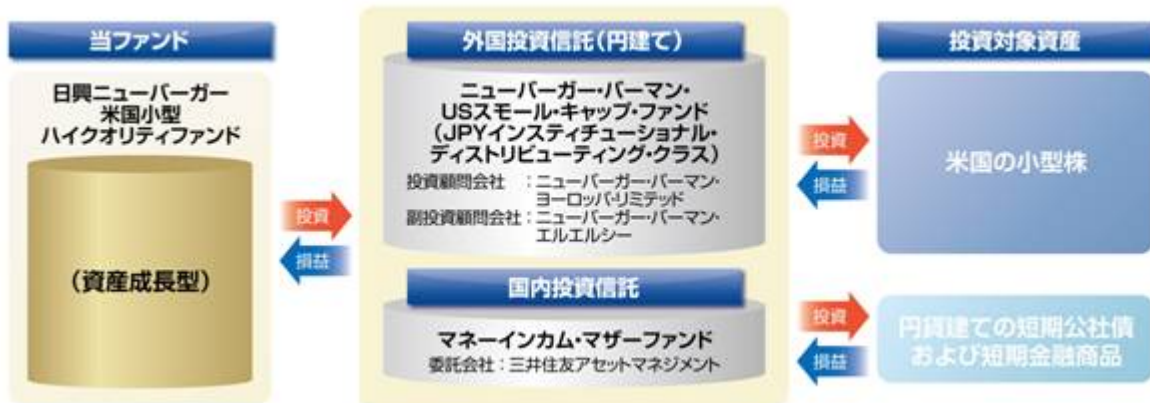 当ファンド
日興ニューバーガー
米国小型
ハイクオリティファンド
(資産成長型)
投資
損益
外国投資信託(円建て)
ニューバーガー・バーマン・
USスモール・キャップ・ファンド
(JPYインスティチューショナル・
ディストリビューティング・クラス)
投資顧問会社 :ニューバーガー・バーマン・
ヨーロッパ・リミテッド
副投資顧問会社:ニューバーガー・バーマン・
エルエルシー
国内投資信託
マネーインカム・マザーファンド
委託会社:三井住友アセットマネジメント
投資
損益
投資
損益
投資対象資産
米国の小型株
円貨建ての短期公社債
および短期金融商品